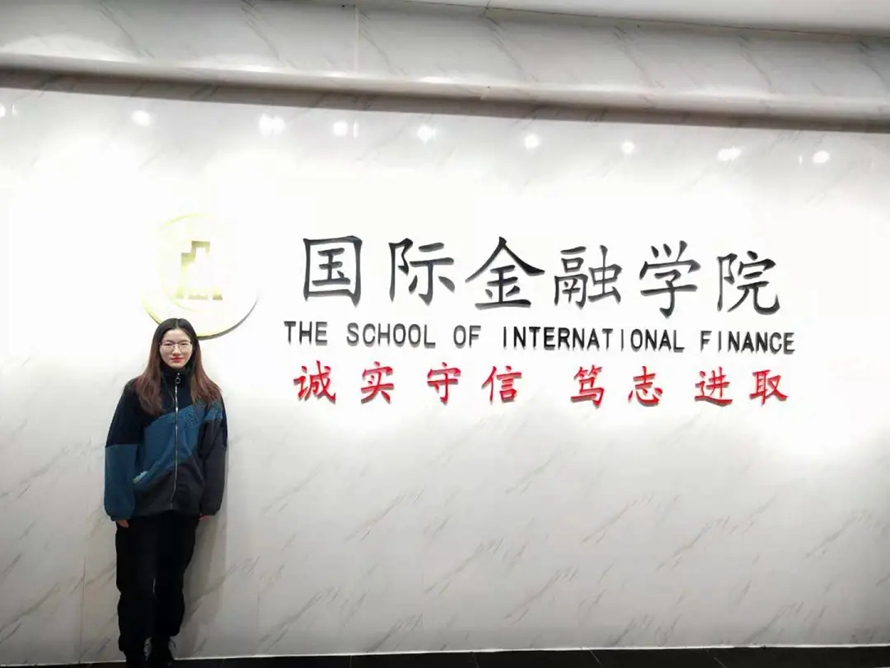 国际金融学院
THE SCHOOL OF INTERNATIONAL FINANCE
诚实守信 笃志进取